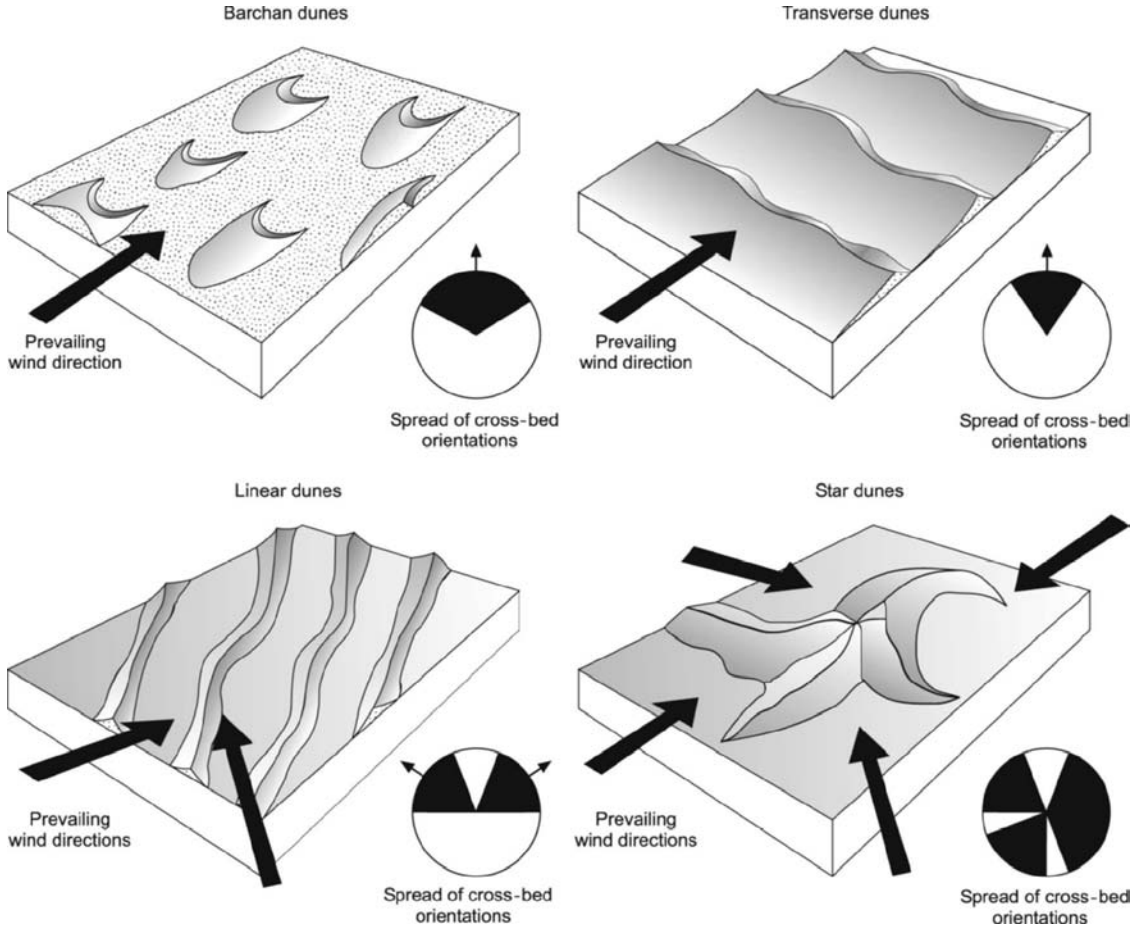 Barchan dunes
Transverse dunes
Prevailing
wind direction
Spread of cross-bed
orientations
Prevailing
wind direction
Spread of cross-bed
orientations
Linear dunes
Star dunes
Prevailing
wind directions
Spread of cross-bed
orientations
Prevailing
wind directions
Spread of cross-bed
orientations